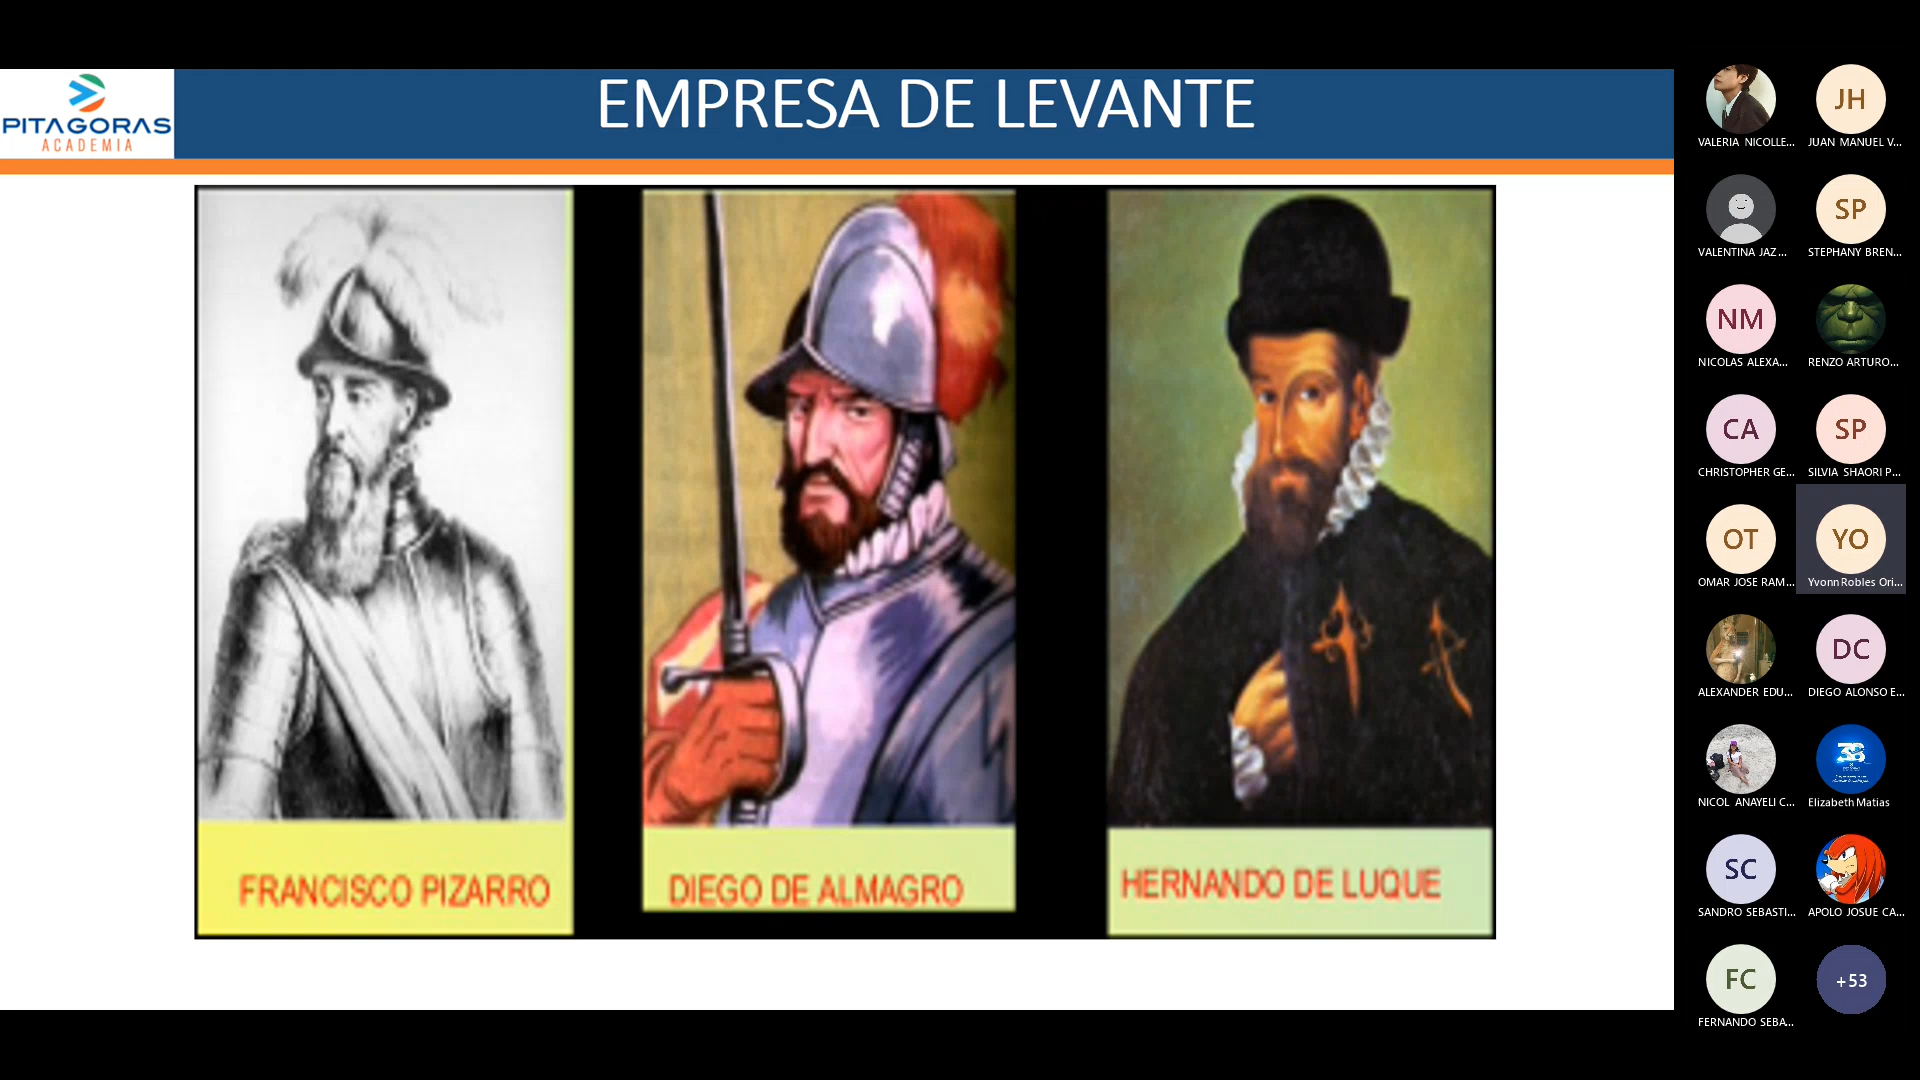 PITAGORAS
ACADEMIA
EMPRESA DE LEVANTE
FRANCISCO PIZARRO
DIEGO DE ALMAGRO
HERNANDO DE LUQUE
VALERIA NICOLLE...
JH
JUAN MANUEL V...
VALENTINA JAZ...
SP
STEPHANY BREN...
NM
NICOLAS ALEXA...
RENZO ARTURO...
CA
CHRISTOPHER GE...
SP
SILVIA SHAORI P...
OT
OMAR JOSE RAM...
YO
Yvonn Robles Ori...
ALEXANDER EDU...
DC
DIEGO ALONSO E...
NICOL ANAYELI C...
38
Elizabeth Matias
SC
SANDRO SEBASTI...
APOLO JOSUE CA...
FC
FERNANDO SEBA...
+53